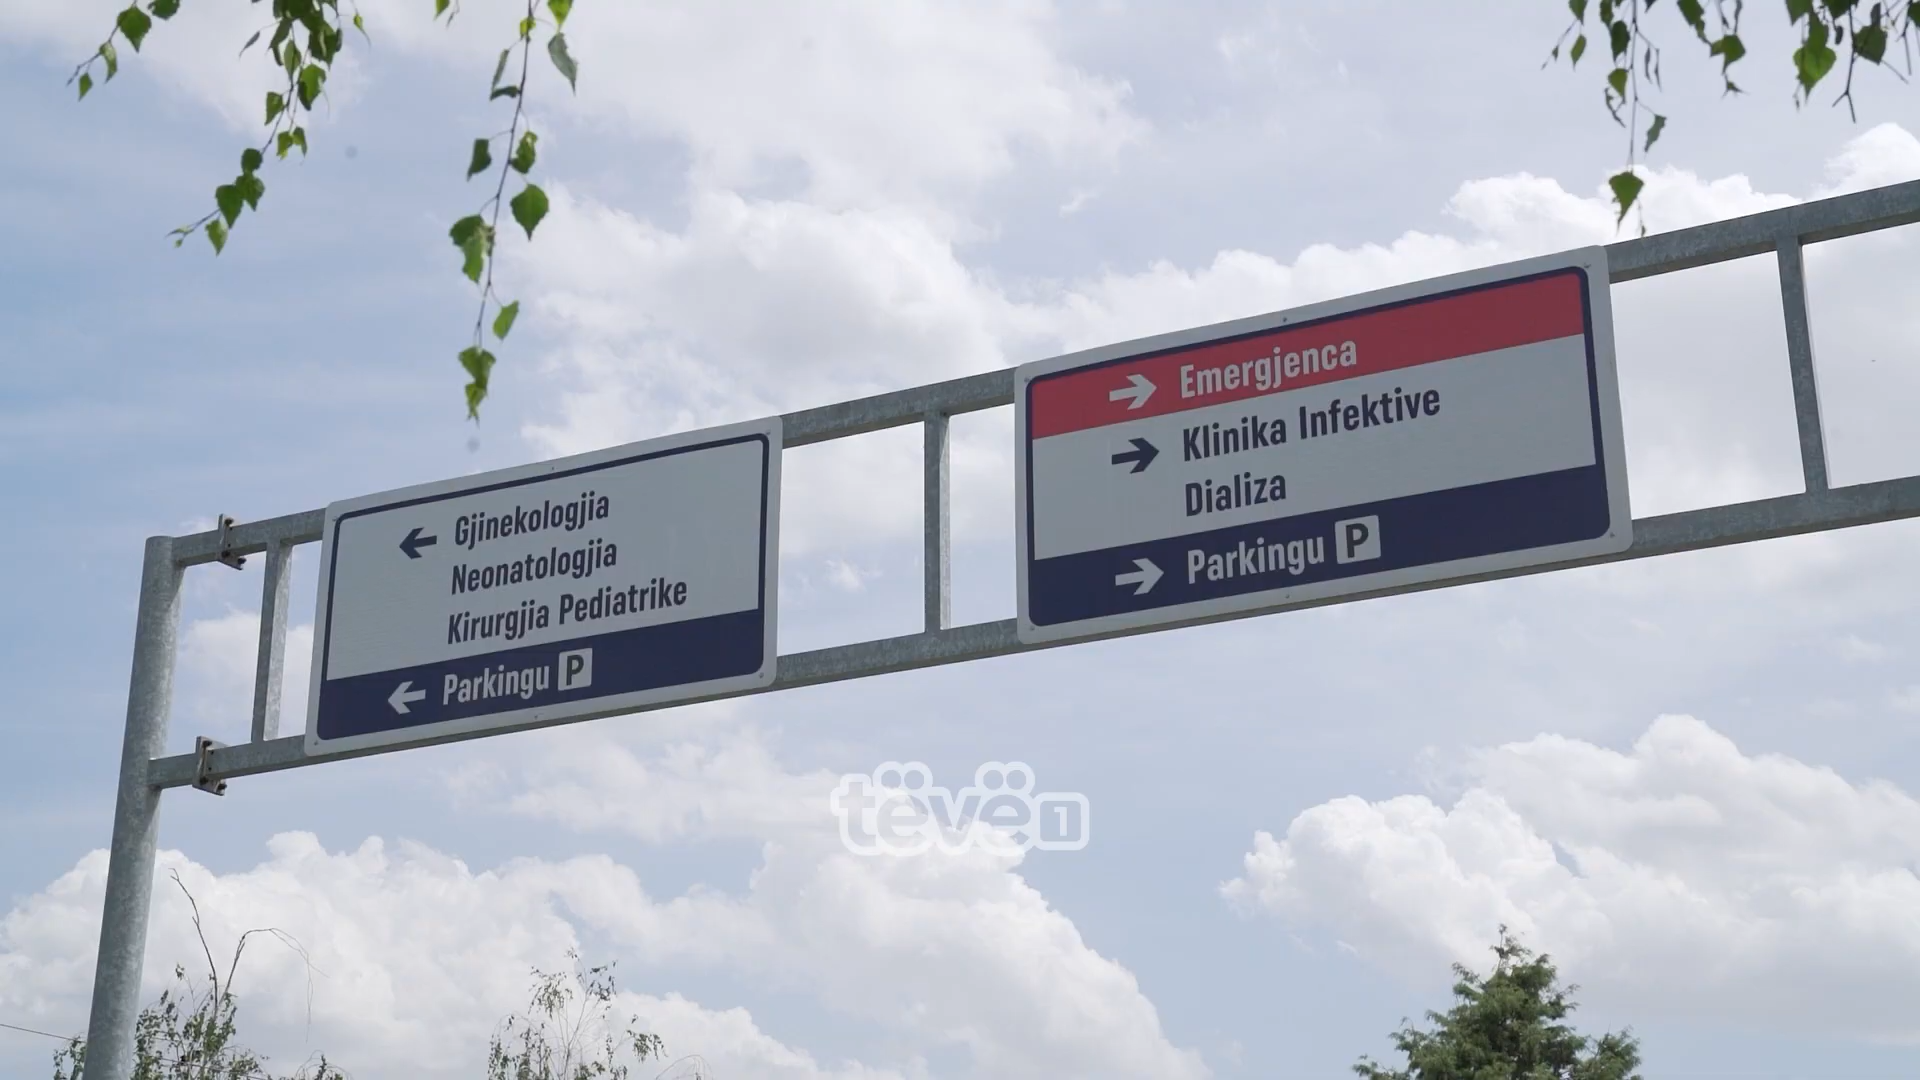 Gjinekologjia
Neonatologjia
Kirurgjia Pediatrike
Parkingu P
Emergjenca
Klinika Infektive
Dializa
Parkingu P
tëvë1